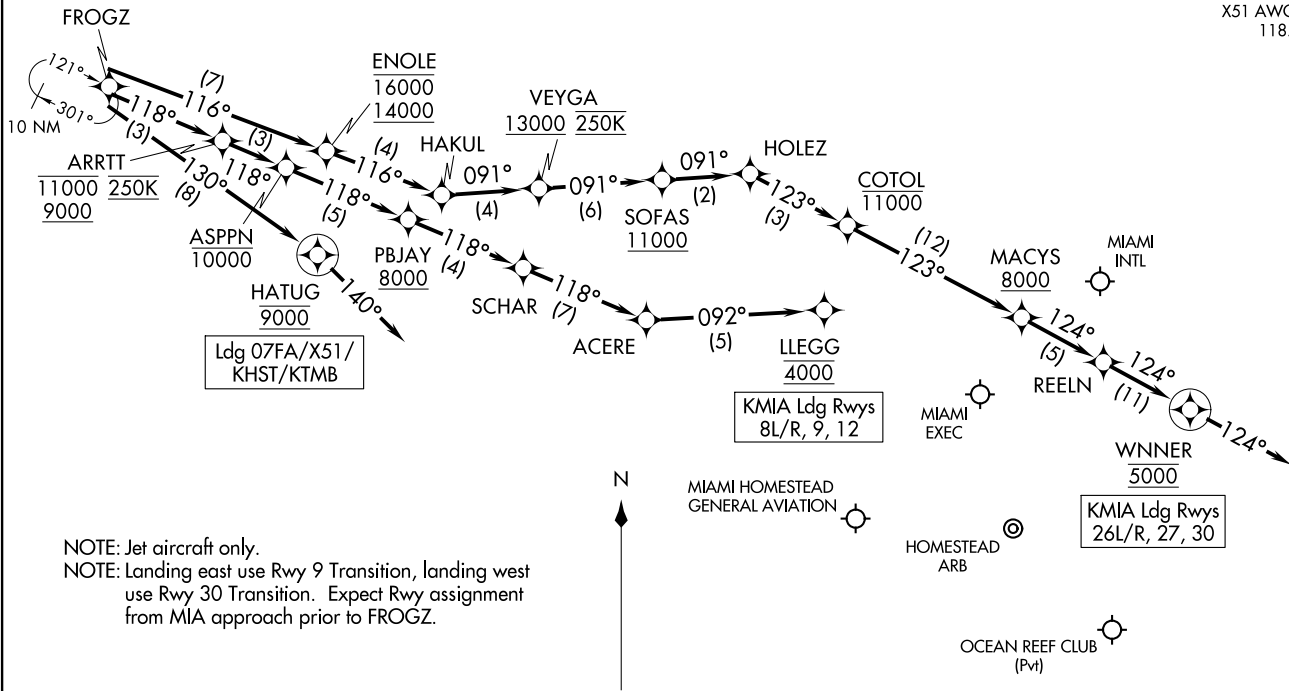 FROGZ
X51 AWO
118.
121°
301°
10 NM
(7)
116°
118°
(3)
130°
(8)
ARRTT
11000 250K
9000
(3)
118°
ASPPN
10000
HATUG
9000
Ldg 07FA/X51/
KHST/KTMB
140°
ENOLE
16000
14000
(4)
116°
118°
(5)
PBJAY
8000
118°
(4)
SCHAR
118°
(7)
ACERE
092°
(5)
LLEGG
4000
KMIA Ldg Rwys
8L/R, 9, 12
HAKUL
091°
(4)
VEYGA
13000 250K
091°
(6)
SOFAS
11000
091°
(2)
HOLEZ
123°
(3)
COTOL
11000
(12)
123°
MACYS
8000
124°
(5)
REELN
124°
(11)
WNNER
5000
124°
KMIA Ldg Rwys
26L/R, 27, 30
MIAMI
INTL
MIAMI
EXEC
MIAMI HOMESTEAD
GENERAL AVIATION
HOMESTEAD
ARB
OCEAN REEF CLUB
(Pvt)
N
NOTE: Jet aircraft only.
NOTE: Landing east use Rwy 9 Transition, landing west
use Rwy 30 Transition. Expect Rwy assignment
from MIA approach prior to FROGZ.